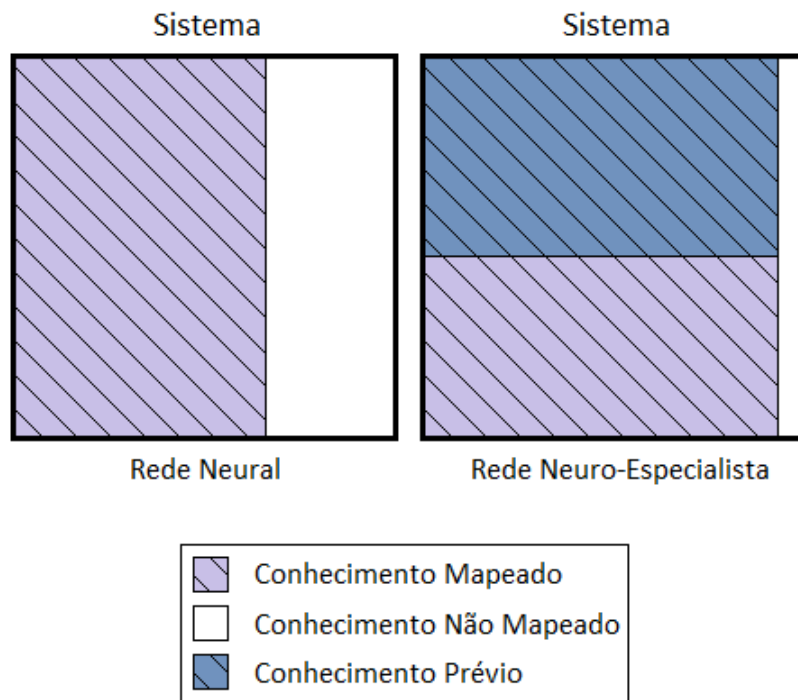 Sistema
Sistema
Rede Neural
Rede Neuro-Especialista
Conhecimento Mapeado
Conhecimento Não Mapeado
Conhecimento Prévio